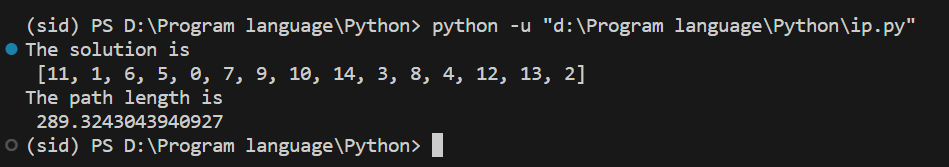 (sid) PS D:\Program language\Python> python -u "d:\Program language\Python\ip.py"
The solution is
[11, 1, 6, 5, 0, 7, 9, 10, 14, 3, 8, 4, 12, 13, 2]
The path length is
289.3243043940927
(sid) PS D:\Program language\Python>